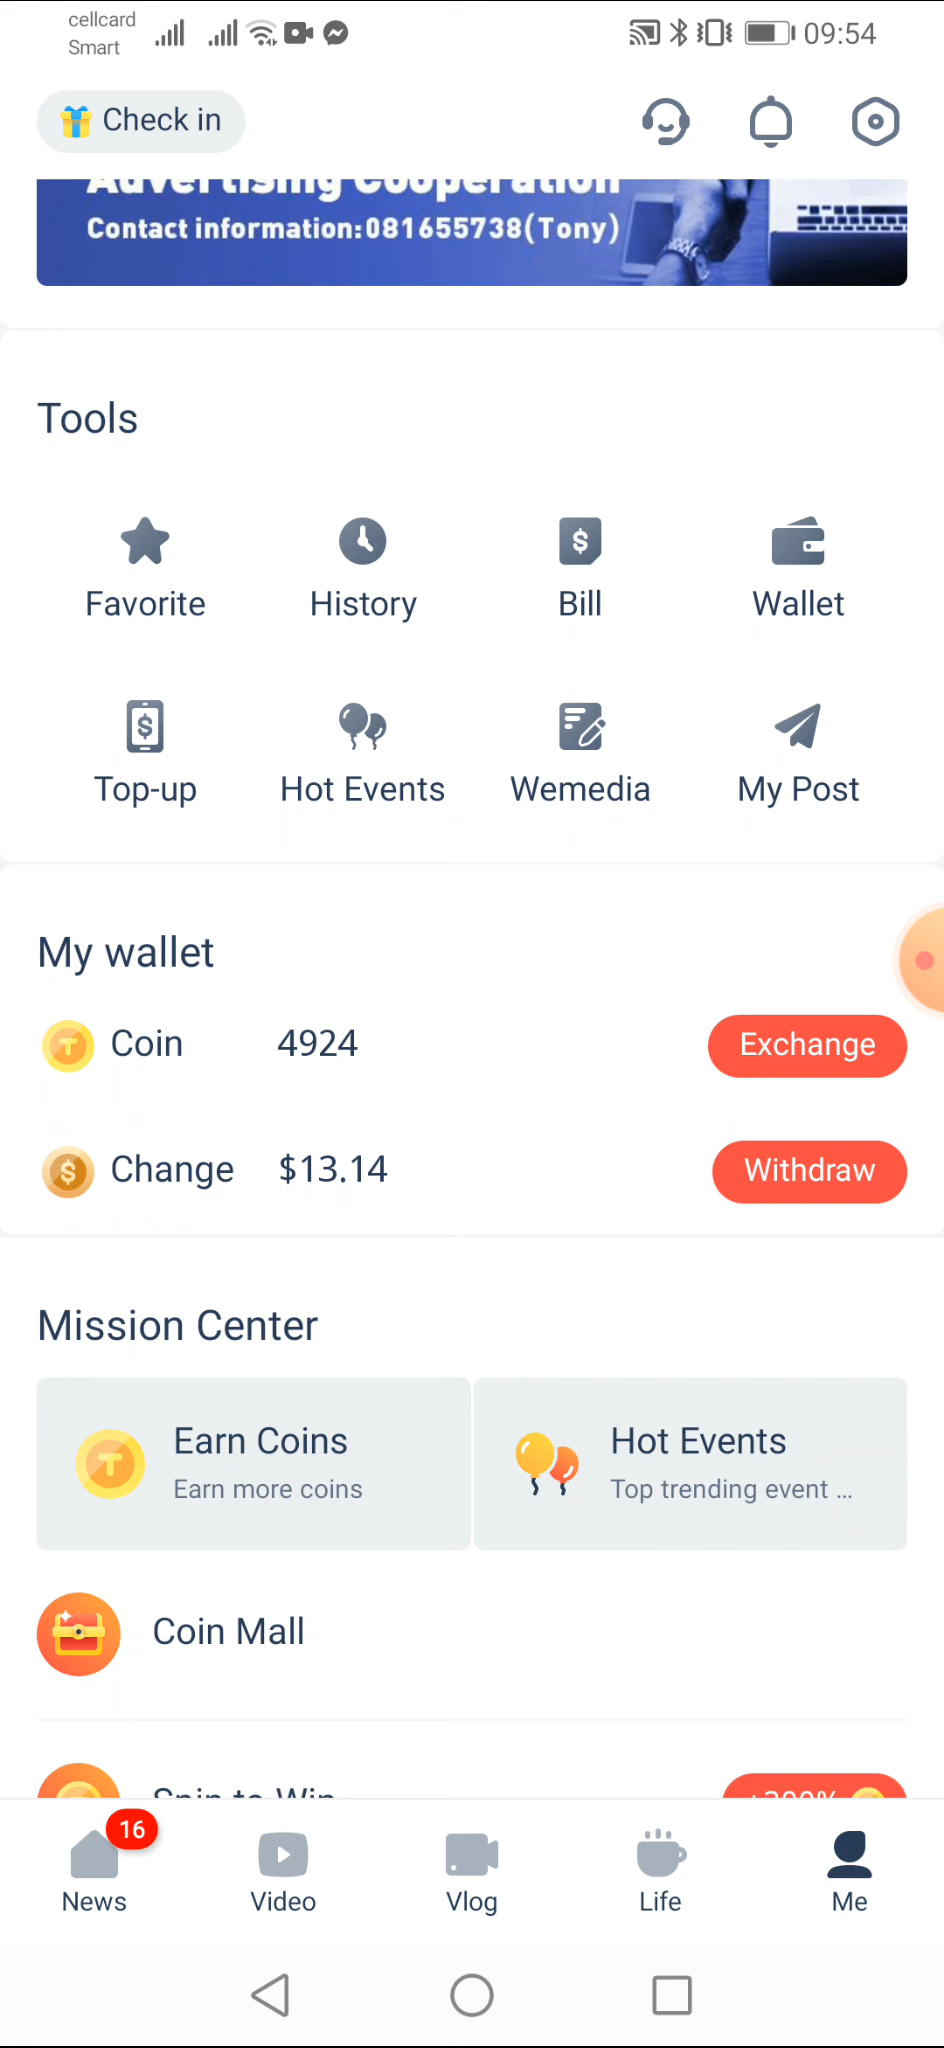 cellcard
Smart
09:54
Check in
Advertising Cooperation
Contact information:081655738(Tony)
Tools
Favorite
History
Bill
Wallet
Top-up
Hot Events
Wemedia
My Post
My wallet
Coin 4924 Exchange
Change $13.14 Withdraw
Mission Center
Earn Coins
Earn more coins
Hot Events
Top trending event ...
Coin Mall
Spin to Win
16
News
Video
Vlog
Life
Me